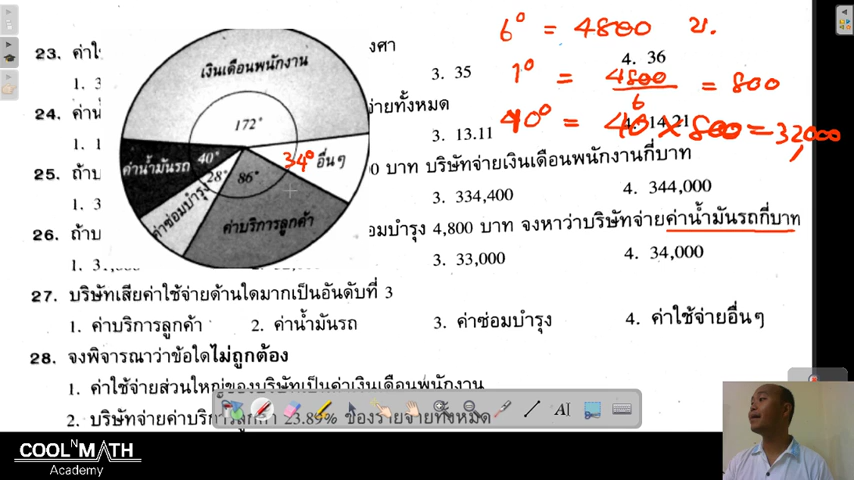 6° = 4800 บ.
1° = 4800/6 = 800
40° = 40 × 800 = 32,000
23. ค่าใ
งศา
1. 3
3. 35
4. 36
24. ค่าน้
จ่ายทั้งหมด
1. 1
3. 13.11
4. 14.21
25. ถ้าบ
00 บาท บริษัทจ่ายเงินเดือนพนักงานกี่บาท
1. 3
3. 334,400
4. 344,000
26. ถ้าบ
อมบำรุง 4,800 บาท จงหาว่าบริษัทจ่ายค่าน้ำมันรถกี่บาท
3. 33,000
4. 34,000
เงินเดือนพนักงาน
172°
ค่าน้ำมันรถ 40°
34° อื่นๆ
28°
86°
ค่าซ่อมบำรุง
ค่าบริการลูกค้า
27. บริษัทเสียค่าใช้จ่ายด้านใดมากเป็นอันดับที่ 3
1. ค่าบริการลูกค้า 2. ค่าน้ำมันรถ 3. ค่าซ่อมบำรุง 4. ค่าใช้จ่ายอื่นๆ
28. จงพิจารณาว่าข้อใดไม่ถูกต้อง
1. ค่าใช้จ่ายส่วนใหญ่ของบริษัทเป็นค่าเงินเดือนพนักงาน
2. บริษัทจ่ายค่าบริการลูกค้า 23.89% ของรายจ่ายทั้งหมด
AI
COOL N MATH
Academy